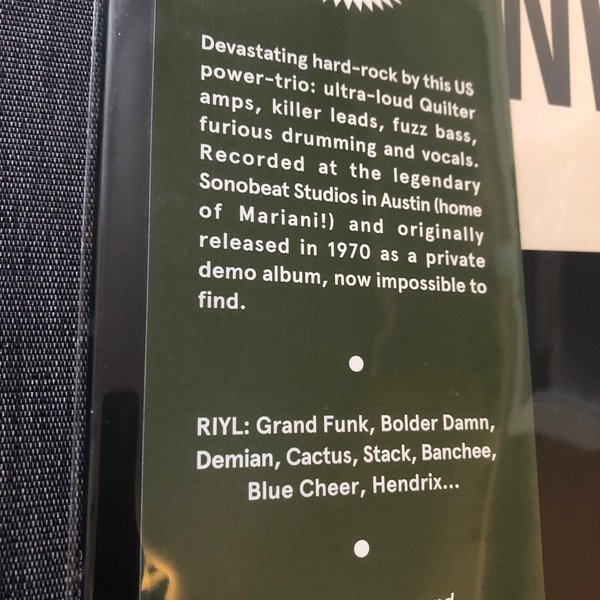 Devastating hard-rock by this US
power-trio: ultra-loud Quilter
amps, killer leads, fuzz bass,
furious drumming and vocals.
Recorded at the legendary
Sonobeat Studios in Austin (home
of Mariani!) and originally
released in 1970 as a private
demo album, now impossible to
find.
RIYL: Grand Funk, Bolder Damn,
Demian, Cactus, Stack, Banchee,
Blue Cheer, Hendrix...